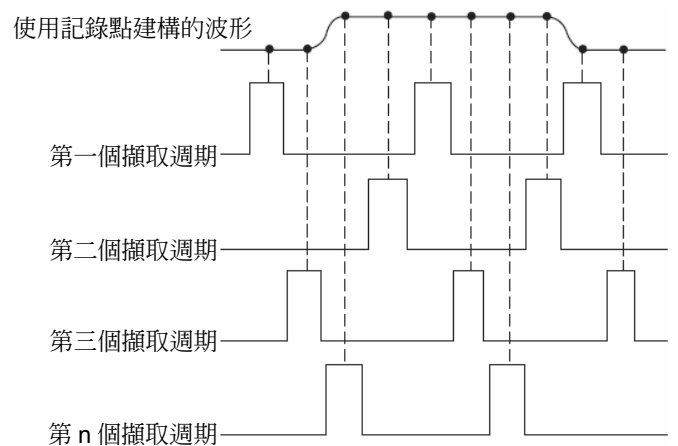 使用記錄點建構的波形
第一個擷取週期
第二個擷取週期
第三個擷取週期
第 n 個擷取週期